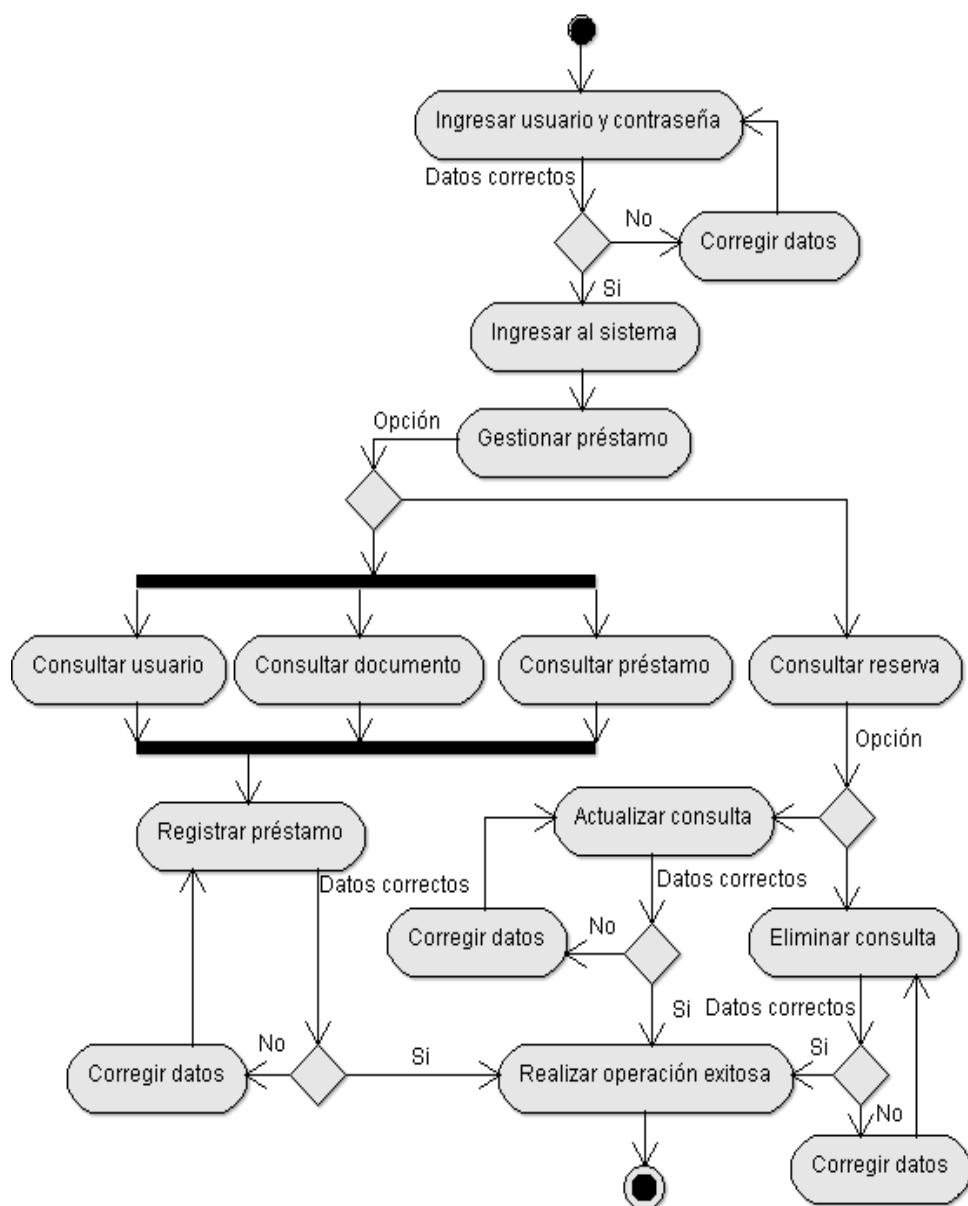 Ingresar usuario y contraseña
Datos correctos
No
Corregir datos
Si
Ingresar al sistema
Opción
Gestionar préstamo
Consultar usuario
Consultar documento
Consultar préstamo
Consultar reserva
Opción
Registrar préstamo
Actualizar consulta
Datos correctos
Datos correctos
Corregir datos
No
Eliminar consulta
Si
Datos correctos
No
Corregir datos
Si
Realizar operación exitosa
Si
No
Corregir datos